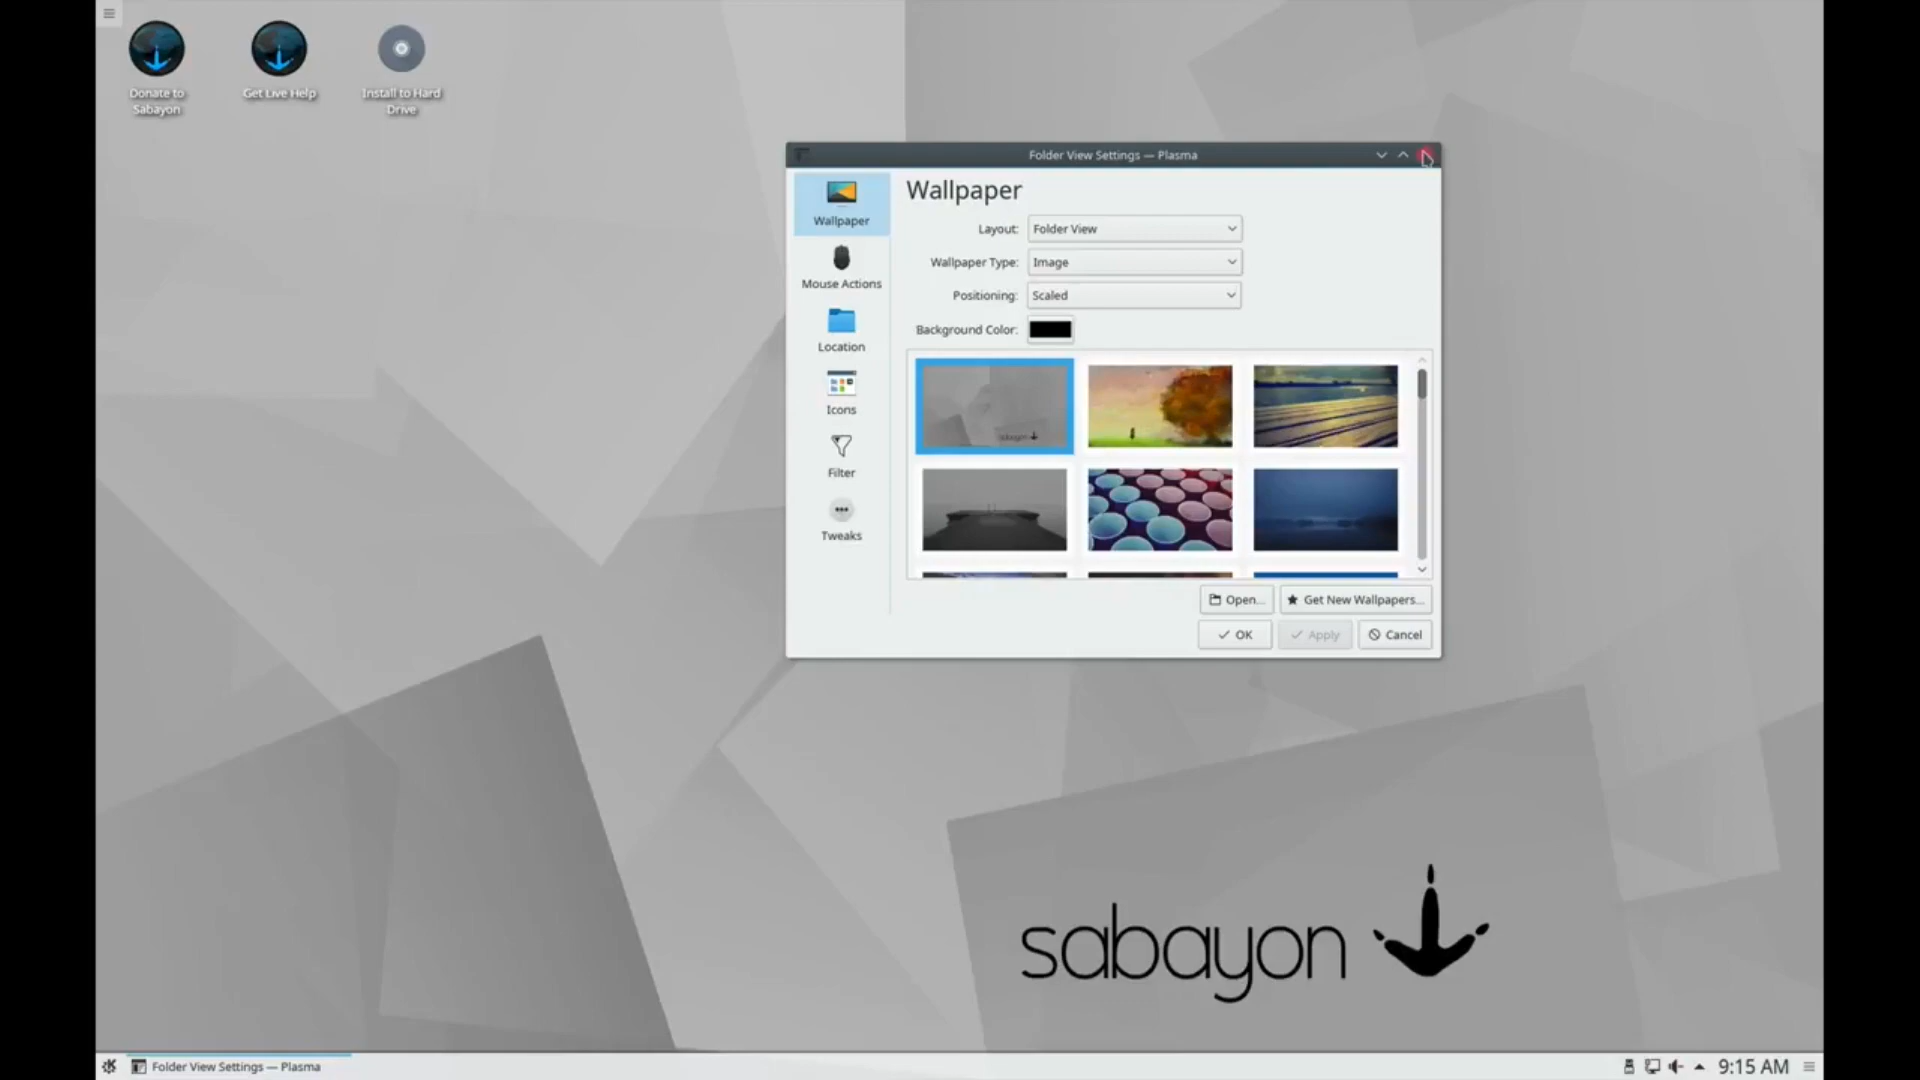 Donate to
Sabayon
Get Live Help
Install to Hard
Drive
Folder View Settings — Plasma
Wallpaper
Mouse Actions
Location
Icons
Filter
Tweaks
Wallpaper
Layout:
Folder View
Wallpaper Type:
Image
Positioning:
Scaled
Background Color:
sabayon
Open...
Get New Wallpapers...
OK
Apply
Cancel
sabayon
Folder View Settings — Plasma
9:15 AM